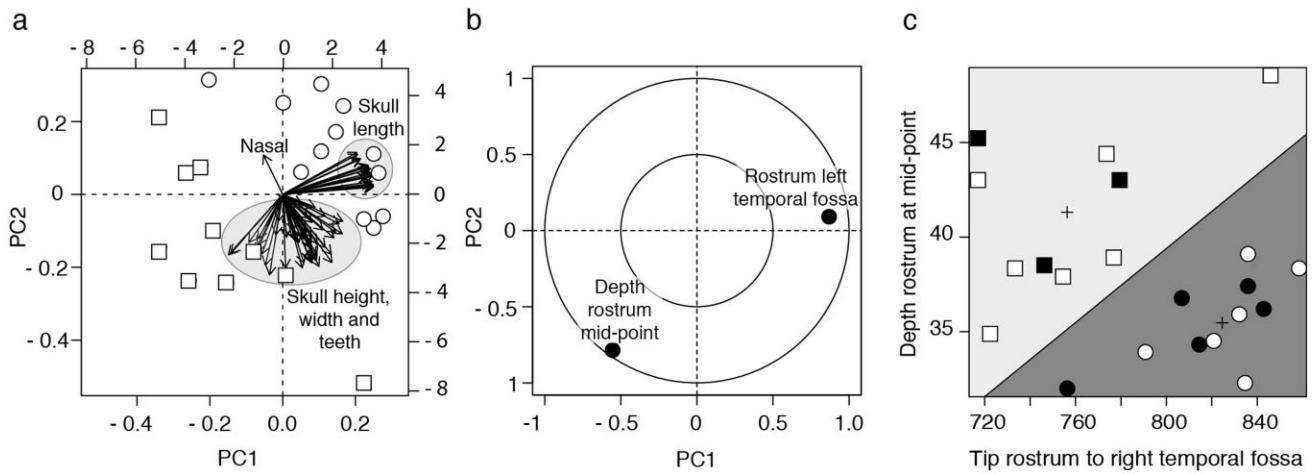 a
- 8 - 6 - 4 - 2 0 2 4
0.2
0
- 0.2
- 0.4
PC2
4
2
0
- 2
- 4
- 6
- 8
Nasal
Skull
length
Skull height,
width and
teeth
- 0.4 - 0.2 0.0 0.2
PC1
b
1
0.5
0
- 0.5
1
PC2
Rostrum left
temporal fossa
Depth
rostrum
mid-point
-1 - 0.5 0 0.5 1.0
PC1
c
45
40
35
Depth rostrum at mid-point
720 760 800 840
Tip rostrum to right temporal fossa